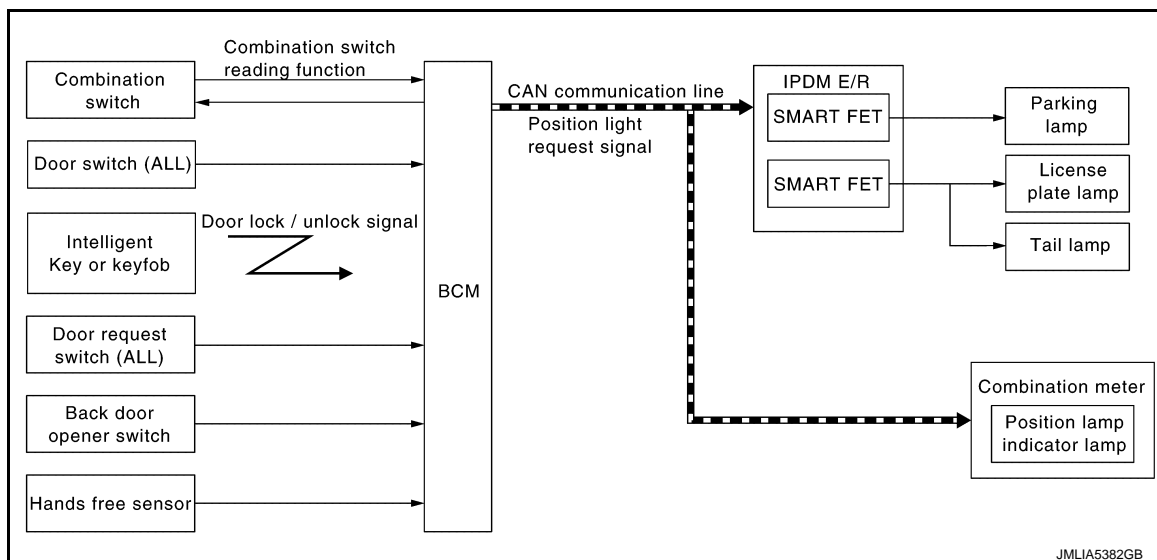 Combination switch
reading function
Combination
switch
Door switch (ALL)
Door lock / unlock signal
Intelligent
Key or keyfob
Door request
switch (ALL)
Back door
opener switch
Hands free sensor
BCM
CAN communication line
Position light
request signal
IPDM E/R
SMART FET
SMART FET
Parking
lamp
License
plate lamp
Tail lamp
Combination meter
Position lamp
indicator lamp
JMLIA5382GB